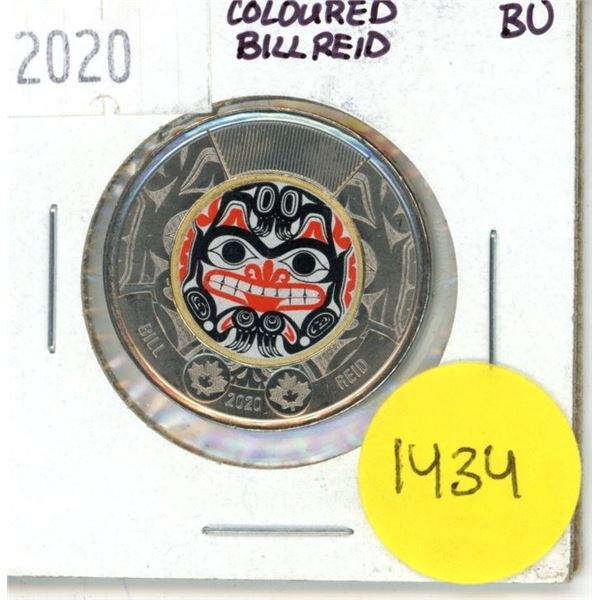 COLOURED
BILL REID
BU
2020
BILL
REID
2020
1434